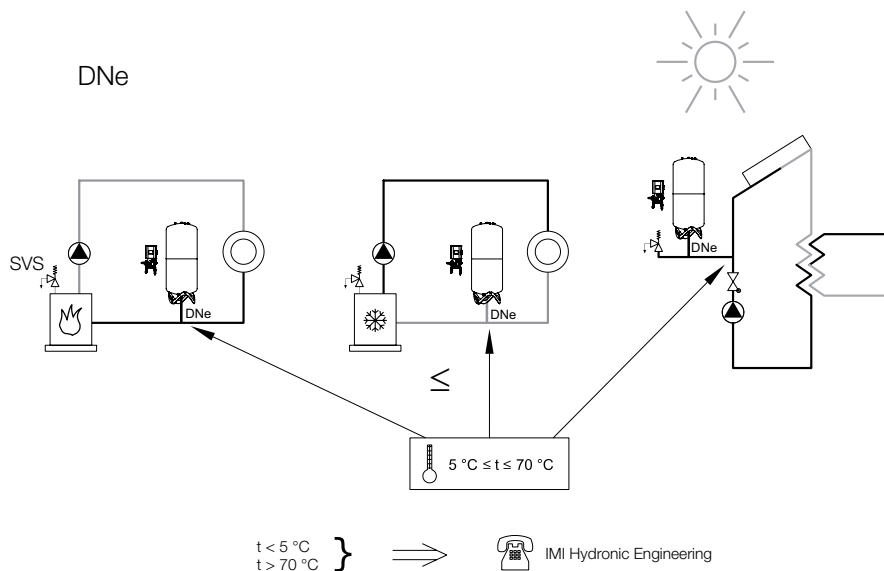 DNe
SVS
DNe
DNe
DNe
≤
5 °C ≤ t ≤ 70 °C
t < 5 °C
t > 70 °C
IMI Hydronic Engineering